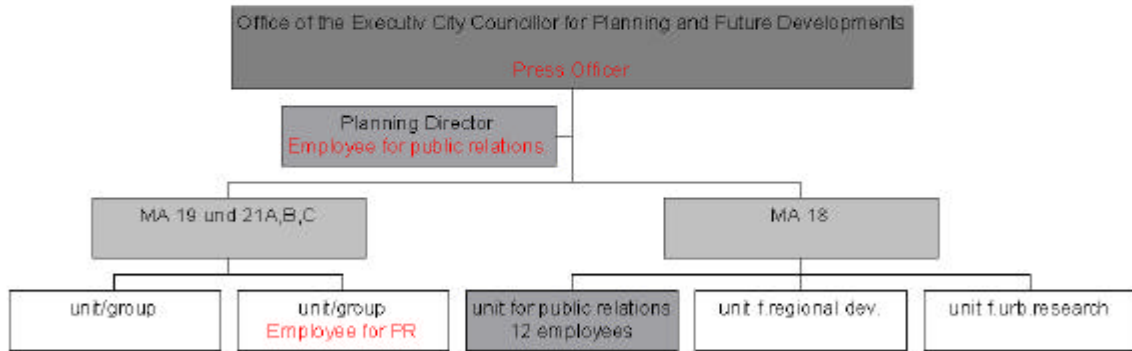 Office of the Executiv City Councillor for Planning and Future Developments
Press Officer
Planning Director
Employee for public relations
MA 19 und 21A,B,C
MA 18
unit/group
unit/group
Employee for PR
unit for public relations
12 employees
unit f.regional dev.
unit f.urb.research